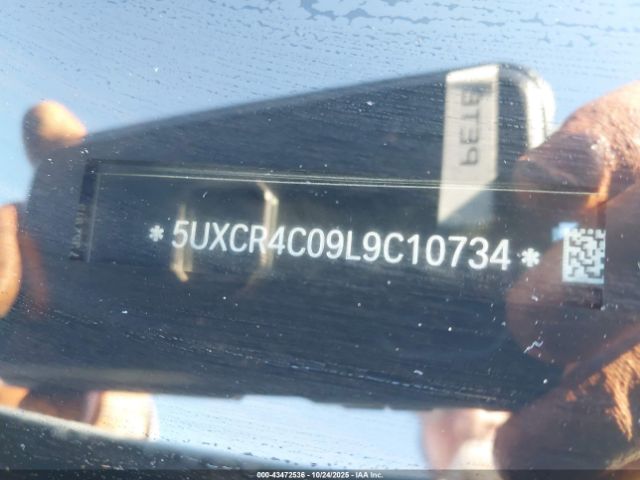 * 5UXCR4C09L9C10734 *
000-43472536 - 10/24/2025 - IAA Inc.